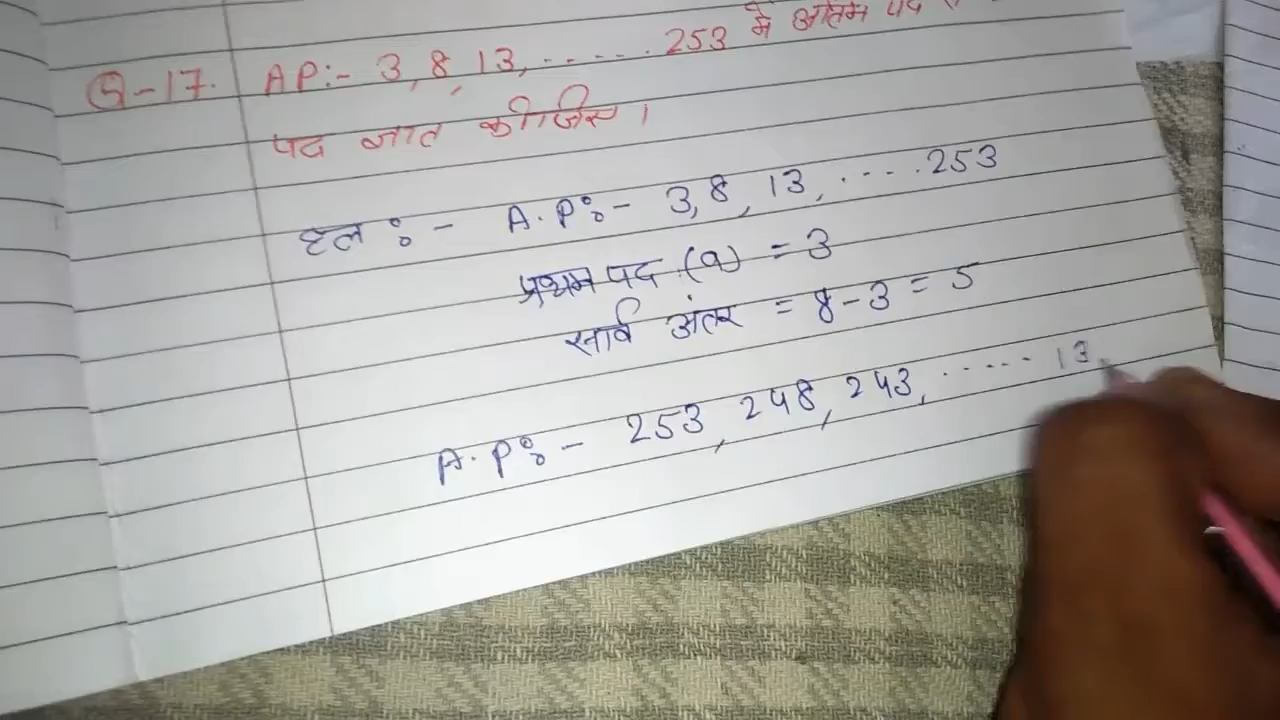 Q-17. AP:- 3, 8, 13, ..... 253 में अंतिम पद
पद ज्ञात कीजिए।
हल :- A.P:- 3, 8, 13, .....253
प्रथम पद (a) = 3
सार्व अंतर = 8-3 = 5
A.P:- 253, 248, 243, ..... 13,